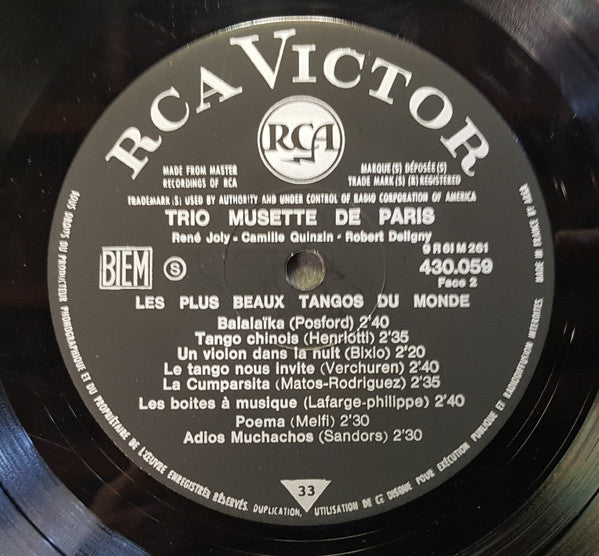 RCA VICTOR
RCA
MADE FROM MASTER
RECORDINGS OF RCA
MARQUE(S) DÉPOSÉE(S)
TRADE MARK(S) (R) REGISTERED
TRADEMARK(S) USED BY AUTHORITY AND UNDER CONTROL OF RADIO CORPORATION OF AMERICA
TRIO MUSETTE DE PARIS
René Joly - Camille Quinzin - Robert Deligny
9 R 61 M 261
BIEM
S
430.059
Face 2
LES PLUS BEAUX TANGOS DU MONDE
Balalaïka (Posford) 2'40
Tango chinois (Henriotti) 2'35
Un violon dans la nuit (Bixio) 2'20
Le tango nous invite (Verchuren) 2'40
La Cumparsita (Matos-Rodriguez) 2'35
Les boites à musique (Lafarge-philippe) 2'40
Poema (Melfi) 2'30
Adios Muchachos (Sandors) 2'30
33
TOUS DROITS DU PRODUCTEUR PHONOGRAPHIQUE ET DU PROPRIÉTAIRE DE L'ŒUVRE ENREGISTRÉE RÉSERVÉS. DUPLICATION, UTILISATION DE CE DISQUE POUR EXÉCUTION PUBLIQUE ET RADIODIFFUSION INTERDITES.
MADE IN FRANCE BY